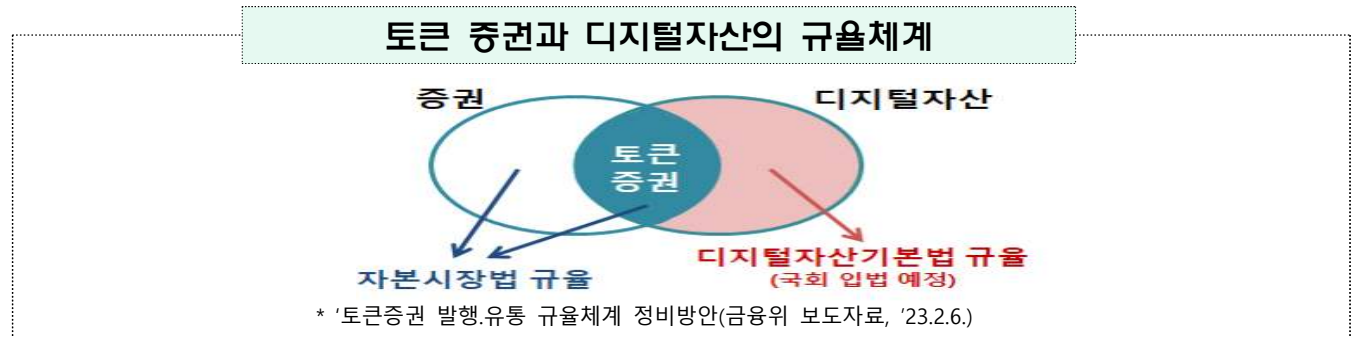 토큰 증권과 디지털자산의 규율체계
증권
디지털자산
토큰
증권
자본시장법 규율
디지털자산기본법 규율
(국회 입법 예정)
* '토큰증권 발행.유통 규율체계 정비방안(금융위 보도자료, '23.2.6.)